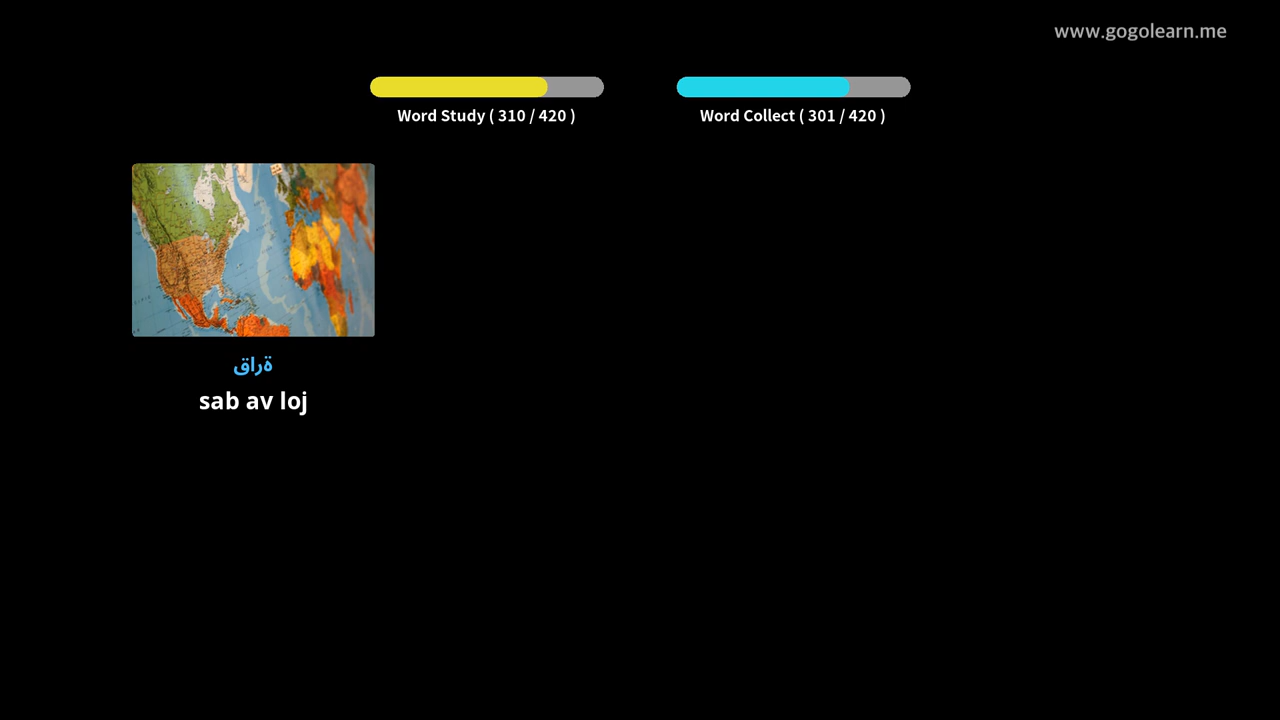 www.gogolearn.me
Word Study ( 310 / 420 )
Word Collect ( 301 / 420 )
ةراق
sab av loj